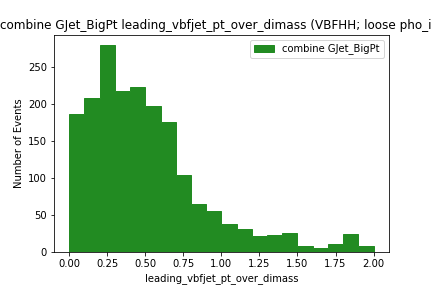 combine GJet_BigPt leading_vbfjet_pt_over_dimass (VBFHH; loose pho_i
combine GJet_BigPt
Number of Events
250
200
150
100
50
0
0.00 0.25 0.50 0.75 1.00 1.25 1.50 1.75 2.00
leading_vbfjet_pt_over_dimass